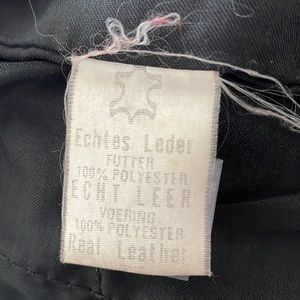 Echtes Leder
FUTTER
100% POLYESTER
ECHT LEER
VOERING
100% POLYESTER
Real Leather